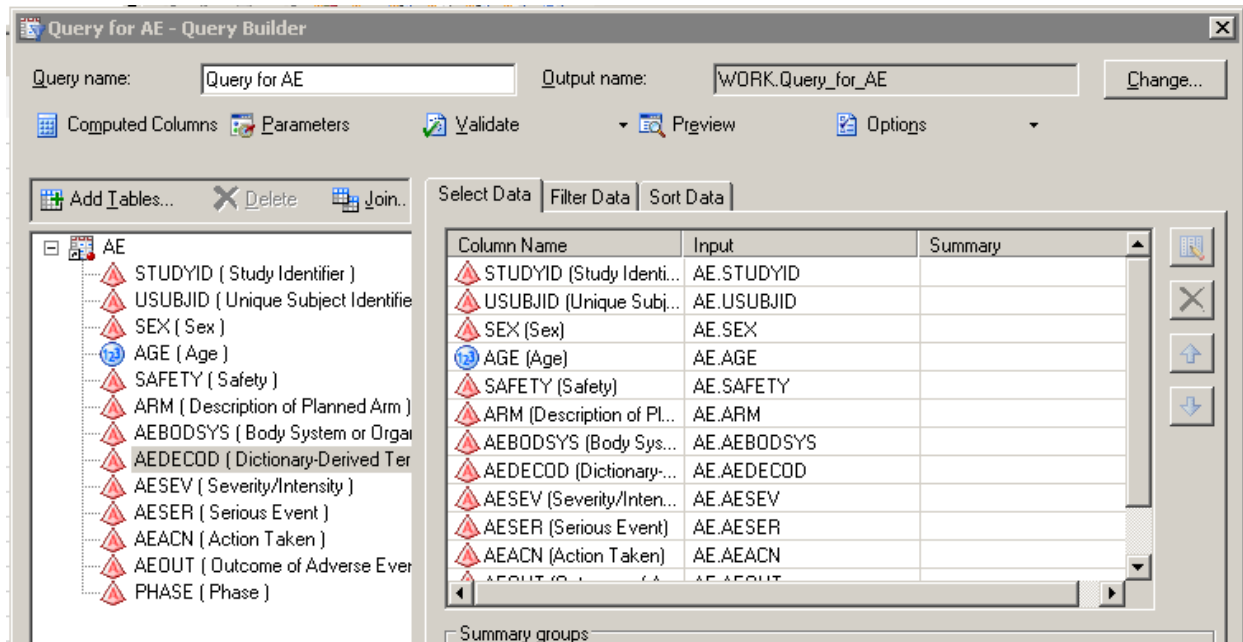 Query for AE - Query Builder
Query name: Query for AE Output name: WORK.Query_for_AE Change...
Computed Columns Parameters Validate Preview Options
Add Tables... Delete Join..
Select Data Filter Data Sort Data
AE
STUDYID ( Study Identifier )
USUBJID ( Unique Subject Identifie
SEX ( Sex )
AGE ( Age )
SAFETY ( Safety )
ARM ( Description of Planned Arm )
AEBODSYS ( Body System or Orga
AEDECOD ( Dictionary-Derived Ter
AESEV ( Severity/Intensity )
AESER ( Serious Event )
AEACN ( Action Taken )
AEOUT ( Outcome of Adverse Ever
PHASE ( Phase )
Column Name Input Summary
STUDYID (Study Identi... AE.STUDYID
USUBJID (Unique Subj... AE.USUBJID
SEX (Sex) AE.SEX
AGE (Age) AE.AGE
SAFETY (Safety) AE.SAFETY
ARM (Description of Pl... AE.ARM
AEBODSYS (Body Sys... AE.AEBODSYS
AEDECOD (Dictionary-... AE.AEDECOD
AESEV (Severity/Inten... AE.AESEV
AESER (Serious Event) AE.AESER
AEACN (Action Taken) AE.AEACN
Summary groups